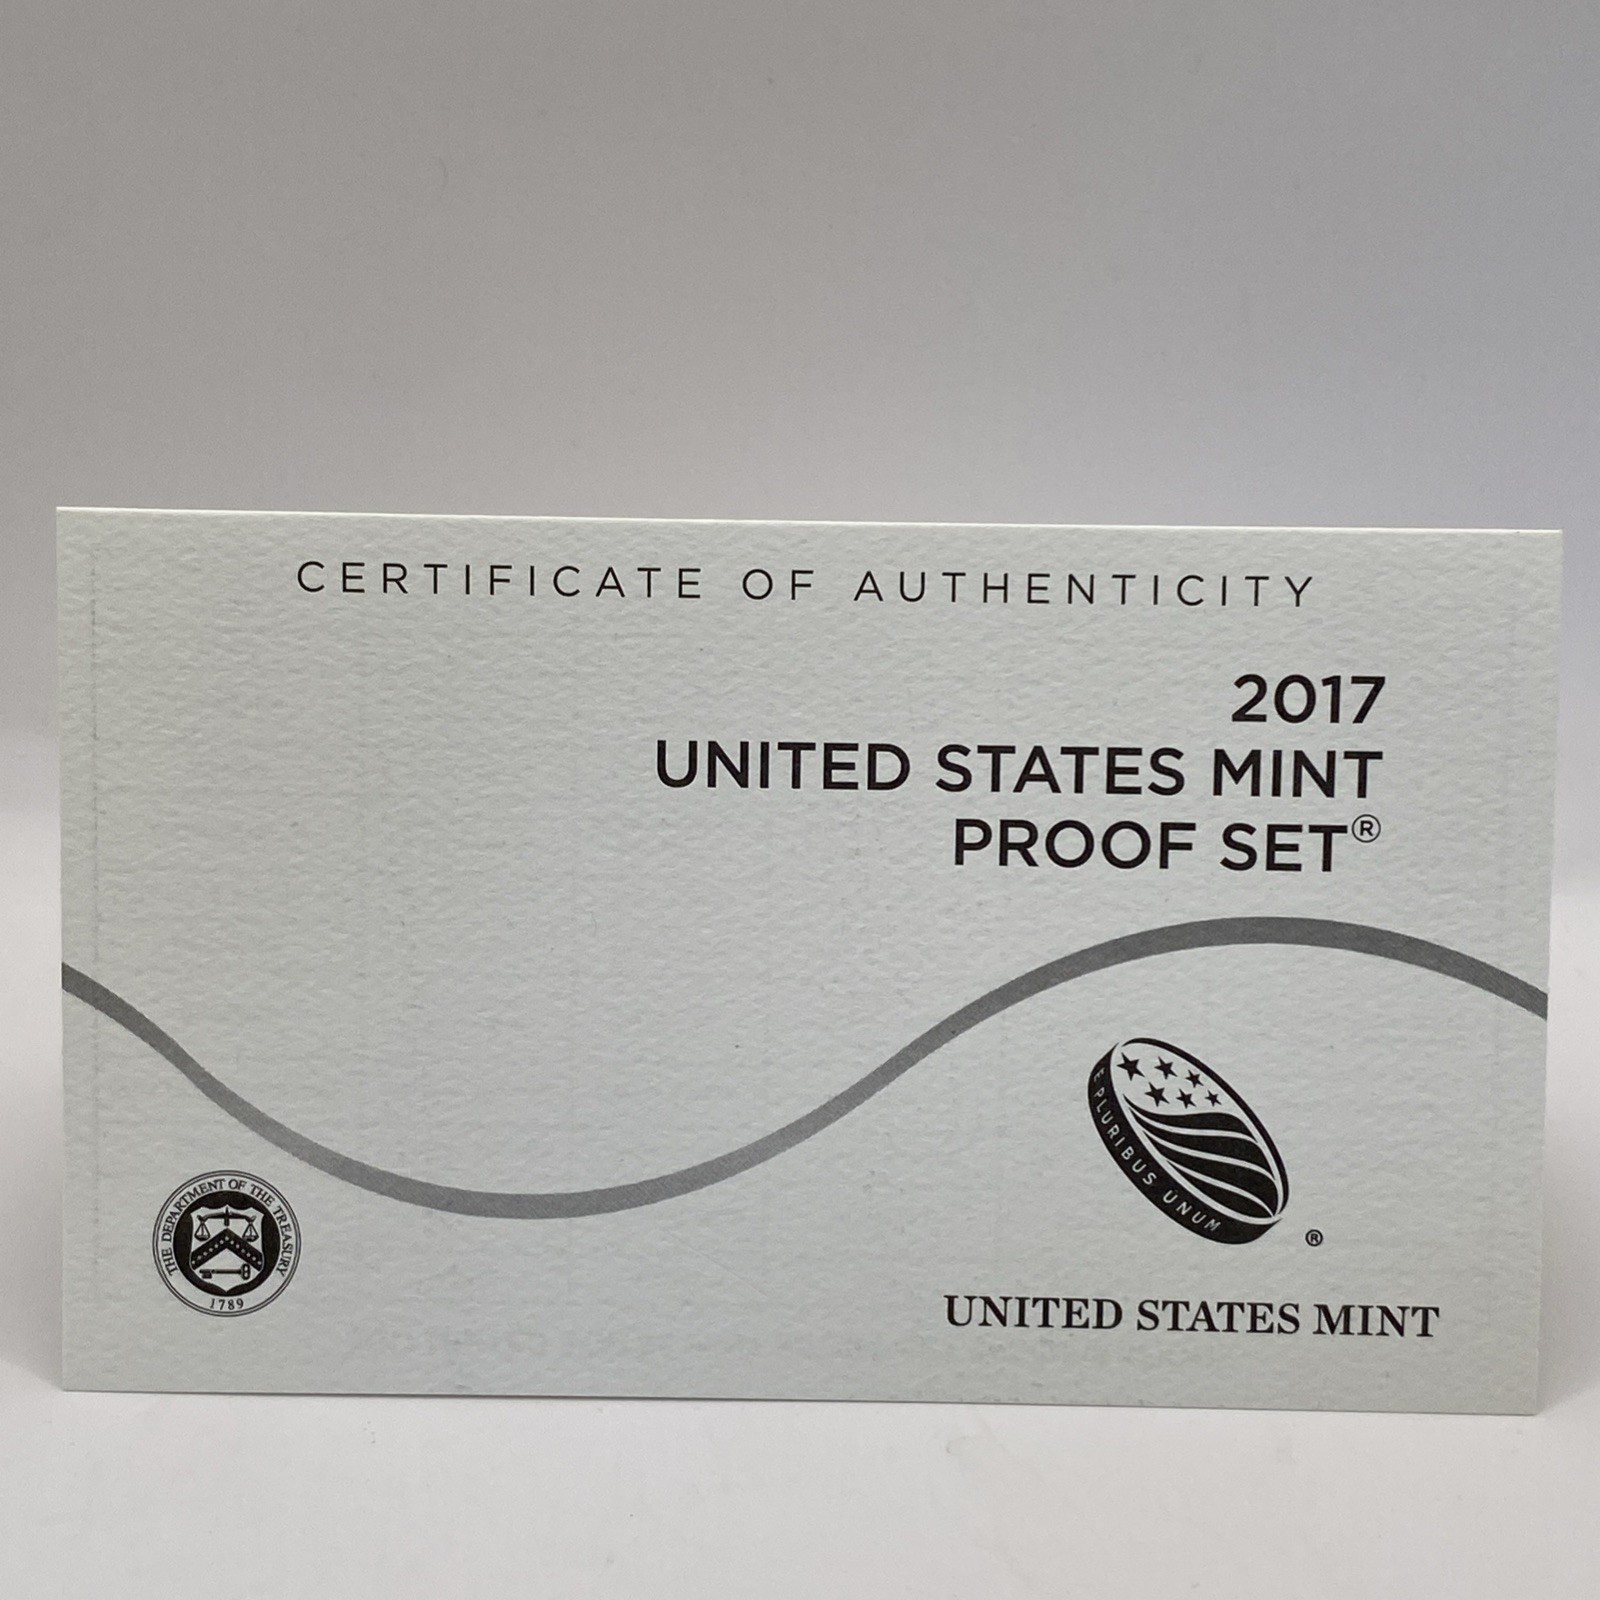 CERTIFICATE OF AUTHENTICITY
2017
UNITED STATES MINT
PROOF SET®
E PLURIBUS UNUM
®
UNITED STATES MINT
THE DEPARTMENT OF THE TREASURY
1789